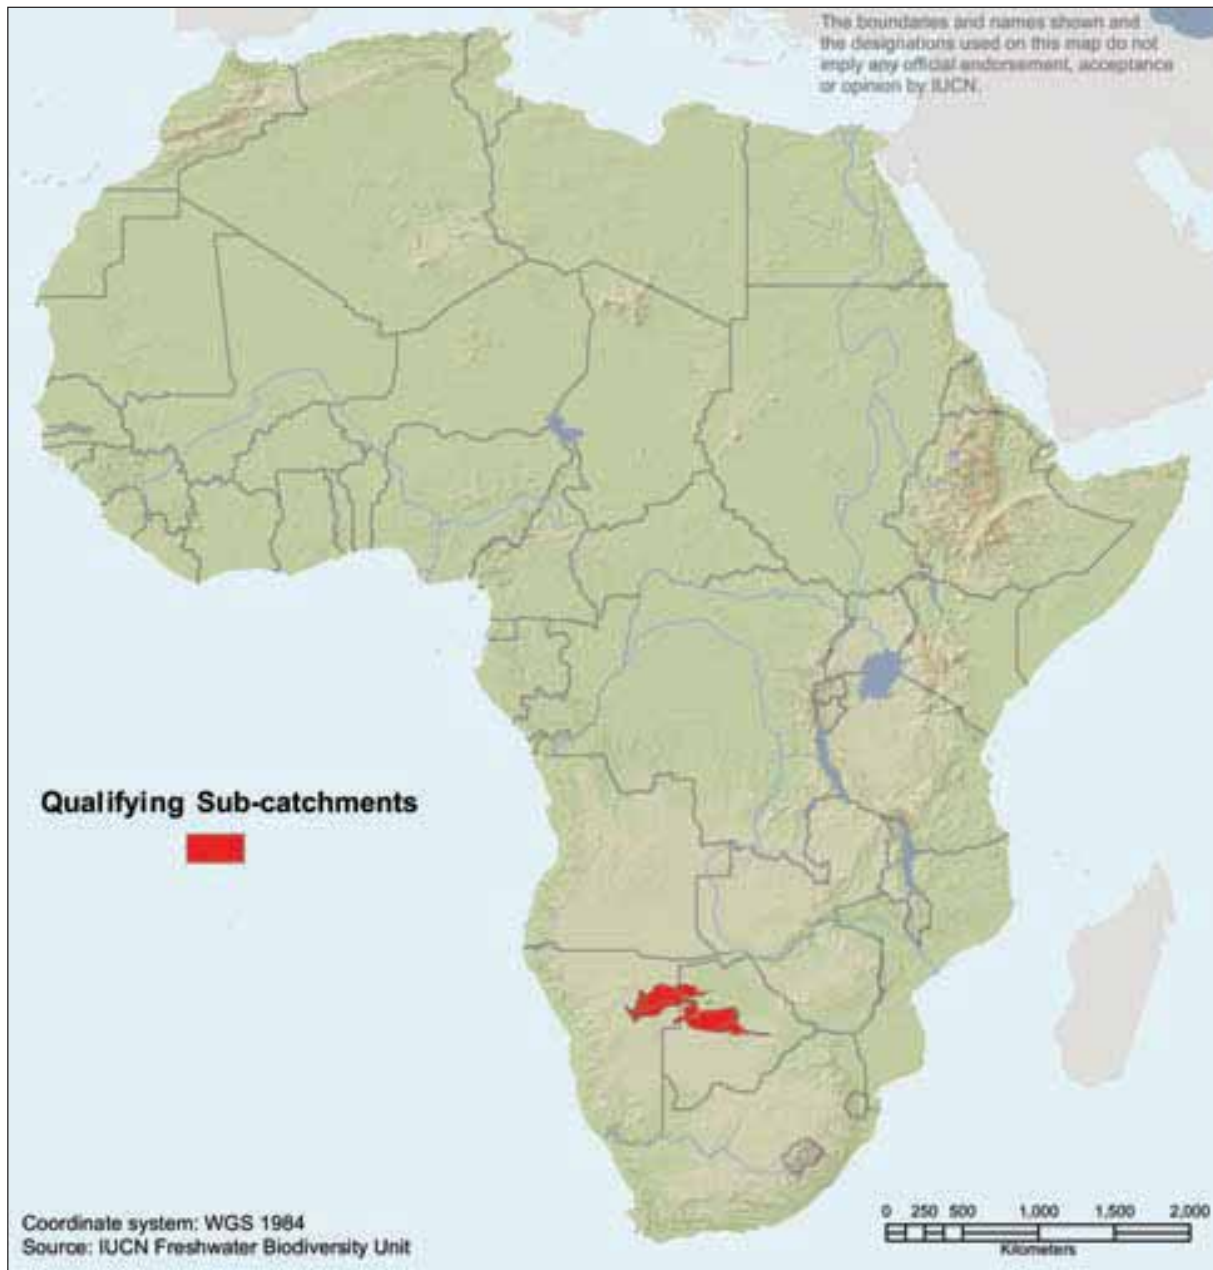 The boundaries and names shown and
the designations used on this map do not
imply any official endorsement, acceptance
or opinion by IUCN.
Qualifying Sub-catchments
Coordinate system: WGS 1984
Source: IUCN Freshwater Biodiversity Unit
0 250 500 1,000 1,500 2,000
Kilometers